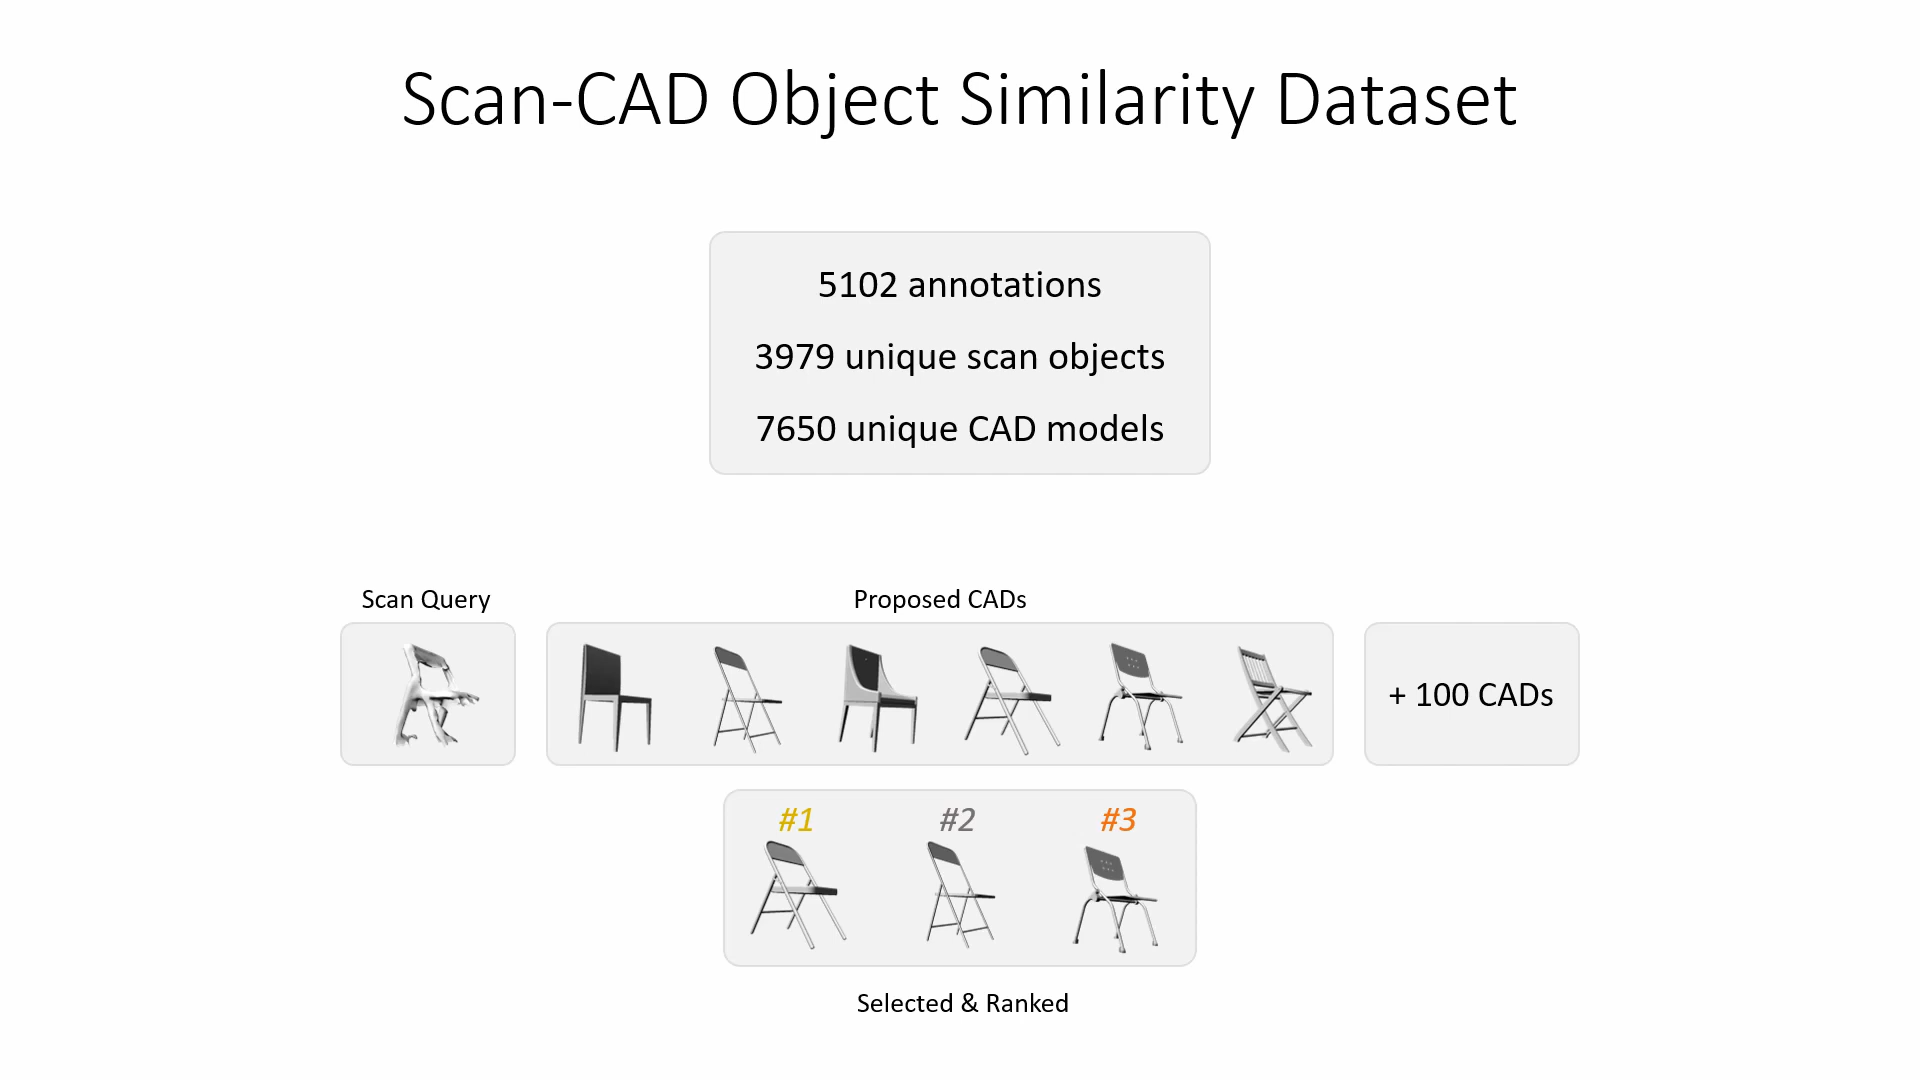 Scan-CAD Object Similarity Dataset
5102 annotations
3979 unique scan objects
7650 unique CAD models
Scan Query
Proposed CADs
+ 100 CADs
#1
#2
#3
Selected & Ranked